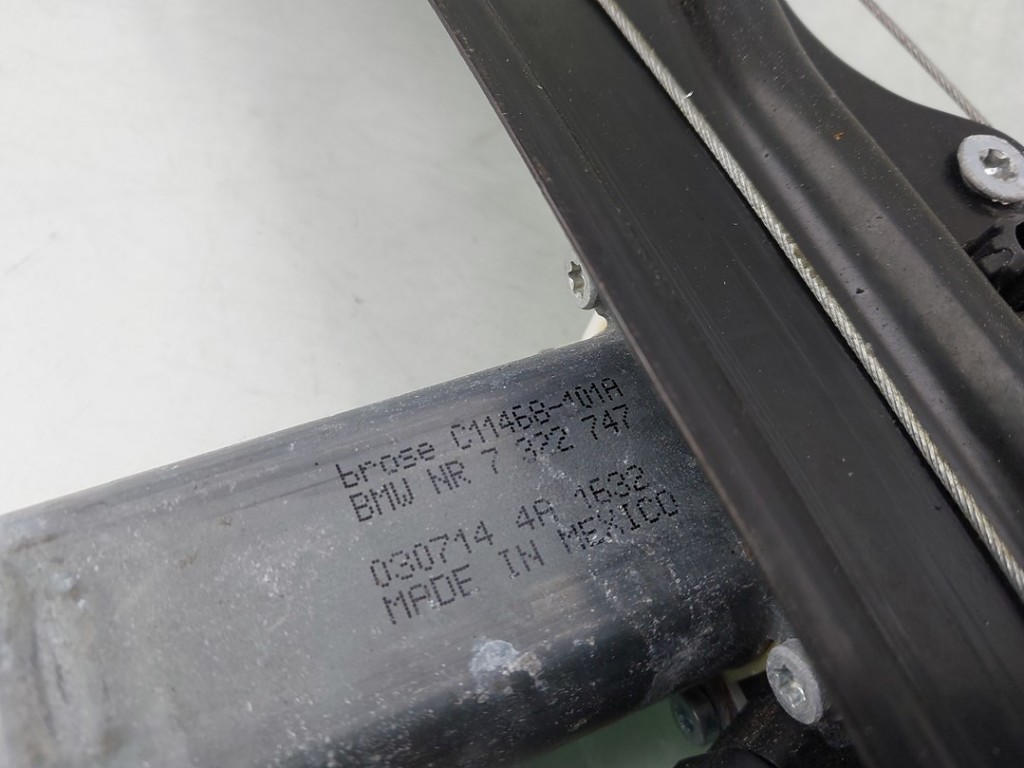 brose C11468-101A
BMW NR 7 322 747
030714 4A 1632
MADE IN MEXICO